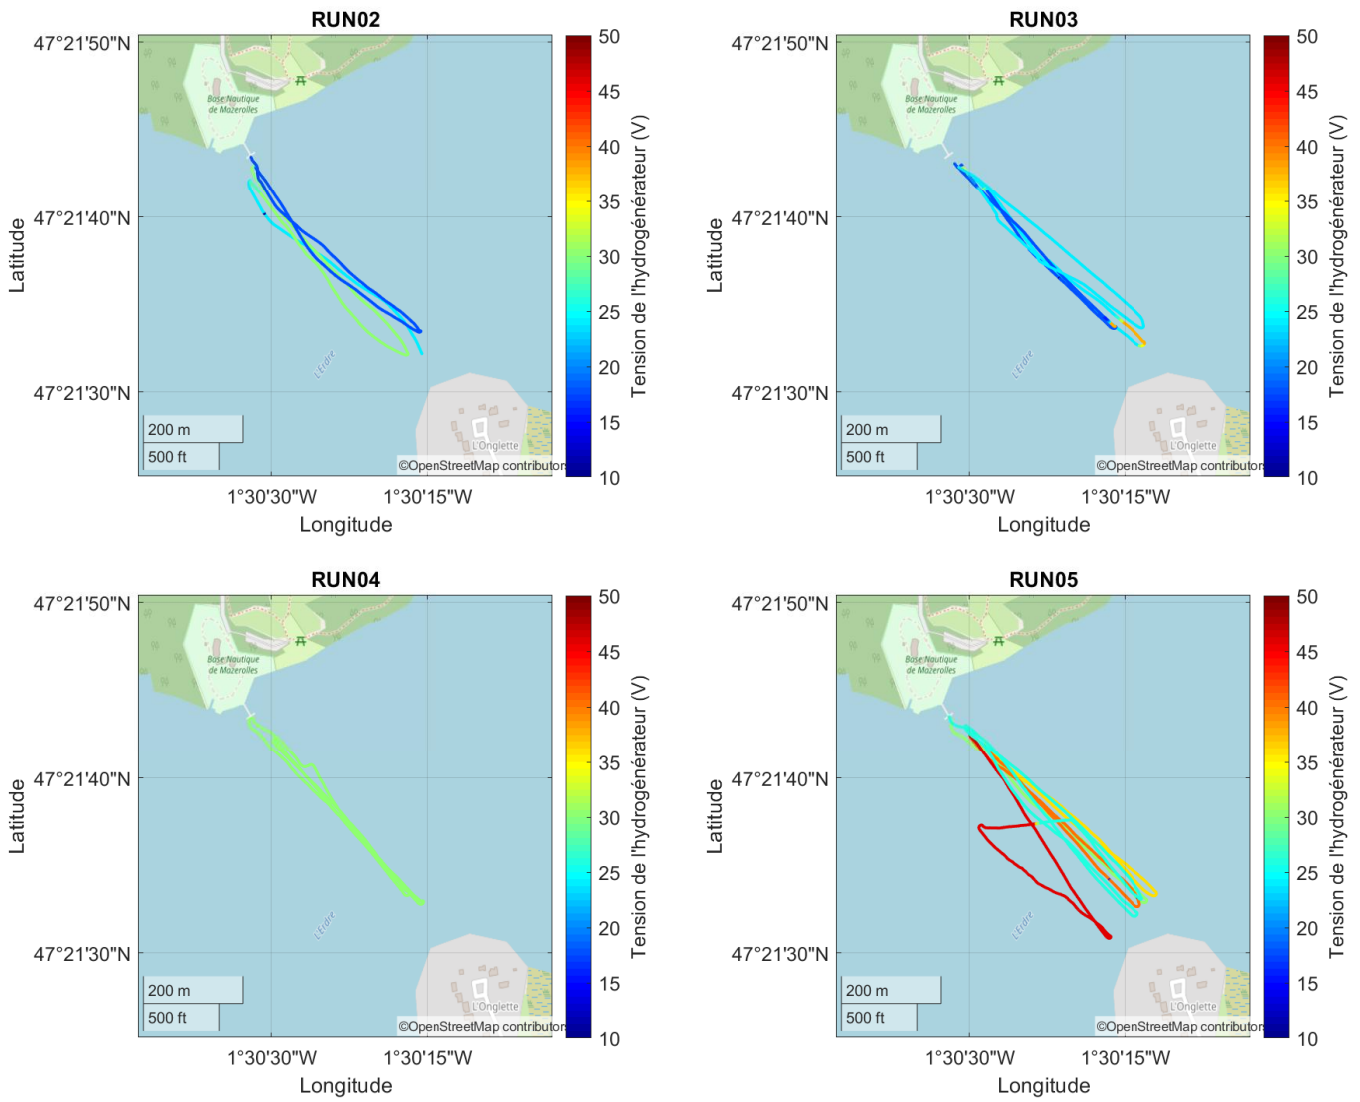 RUN02
47°21'50"N
47°21'40"N
47°21'30"N
Latitude
Base Nautique
de Mazerolles
L'Erdre
L'Onglette
200 m
500 ft
©OpenStreetMap contributors
1°30'30"W
1°30'15"W
Longitude
50
45
40
35
30
25
20
15
10
Tension de l'hydrogénérateur (V)
RUN03
47°21'50"N
47°21'40"N
47°21'30"N
Latitude
Base Nautique
de Mazerolles
L'Erdre
L'Onglette
200 m
500 ft
©OpenStreetMap contributors
1°30'30"W
1°30'15"W
Longitude
50
45
40
35
30
25
20
15
10
Tension de l'hydrogénérateur (V)
RUN04
47°21'50"N
47°21'40"N
47°21'30"N
Latitude
Base Nautique
de Mazerolles
L'Erdre
L'Onglette
200 m
500 ft
©OpenStreetMap contributors
1°30'30"W
1°30'15"W
Longitude
50
45
40
35
30
25
20
15
10
Tension de l'hydrogénérateur (V)
RUN05
47°21'50"N
47°21'40"N
47°21'30"N
Latitude
Base Nautique
de Mazerolles
L'Erdre
L'Onglette
200 m
500 ft
©OpenStreetMap contributors
1°30'30"W
1°30'15"W
Longitude
50
45
40
35
30
25
20
15
10
Tension de l'hydrogénérateur (V)